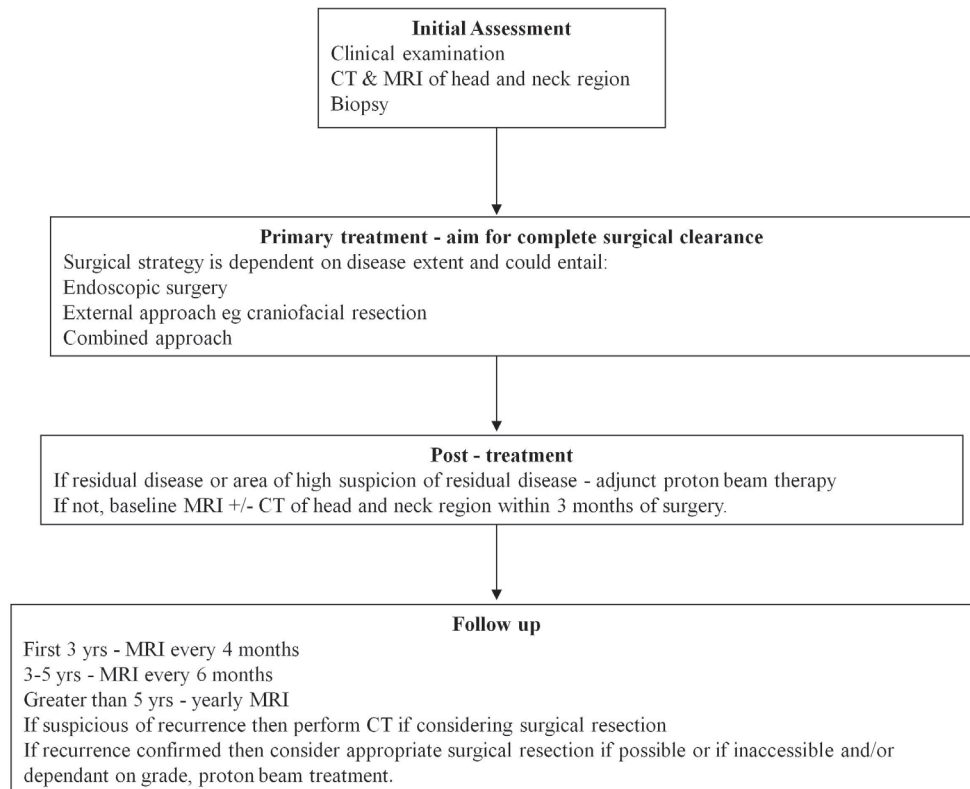 Initial Assessment
Clinical examination
CT & MRI of head and neck region
Biopsy
Primary treatment - aim for complete surgical clearance
Surgical strategy is dependent on disease extent and could entail:
Endoscopic surgery
External approach eg craniofacial resection
Combined approach
Post - treatment
If residual disease or area of high suspicion of residual disease - adjunct proton beam therapy
If not, baseline MRI +/- CT of head and neck region within 3 months of surgery.
Follow up
First 3 yrs - MRI every 4 months
3-5 yrs - MRI every 6 months
Greater than 5 yrs - yearly MRI
If suspicious of recurrence then perform CT if considering surgical resection
If recurrence confirmed then consider appropriate surgical resection if possible or if inaccessible and/or
dependant on grade, proton beam treatment.